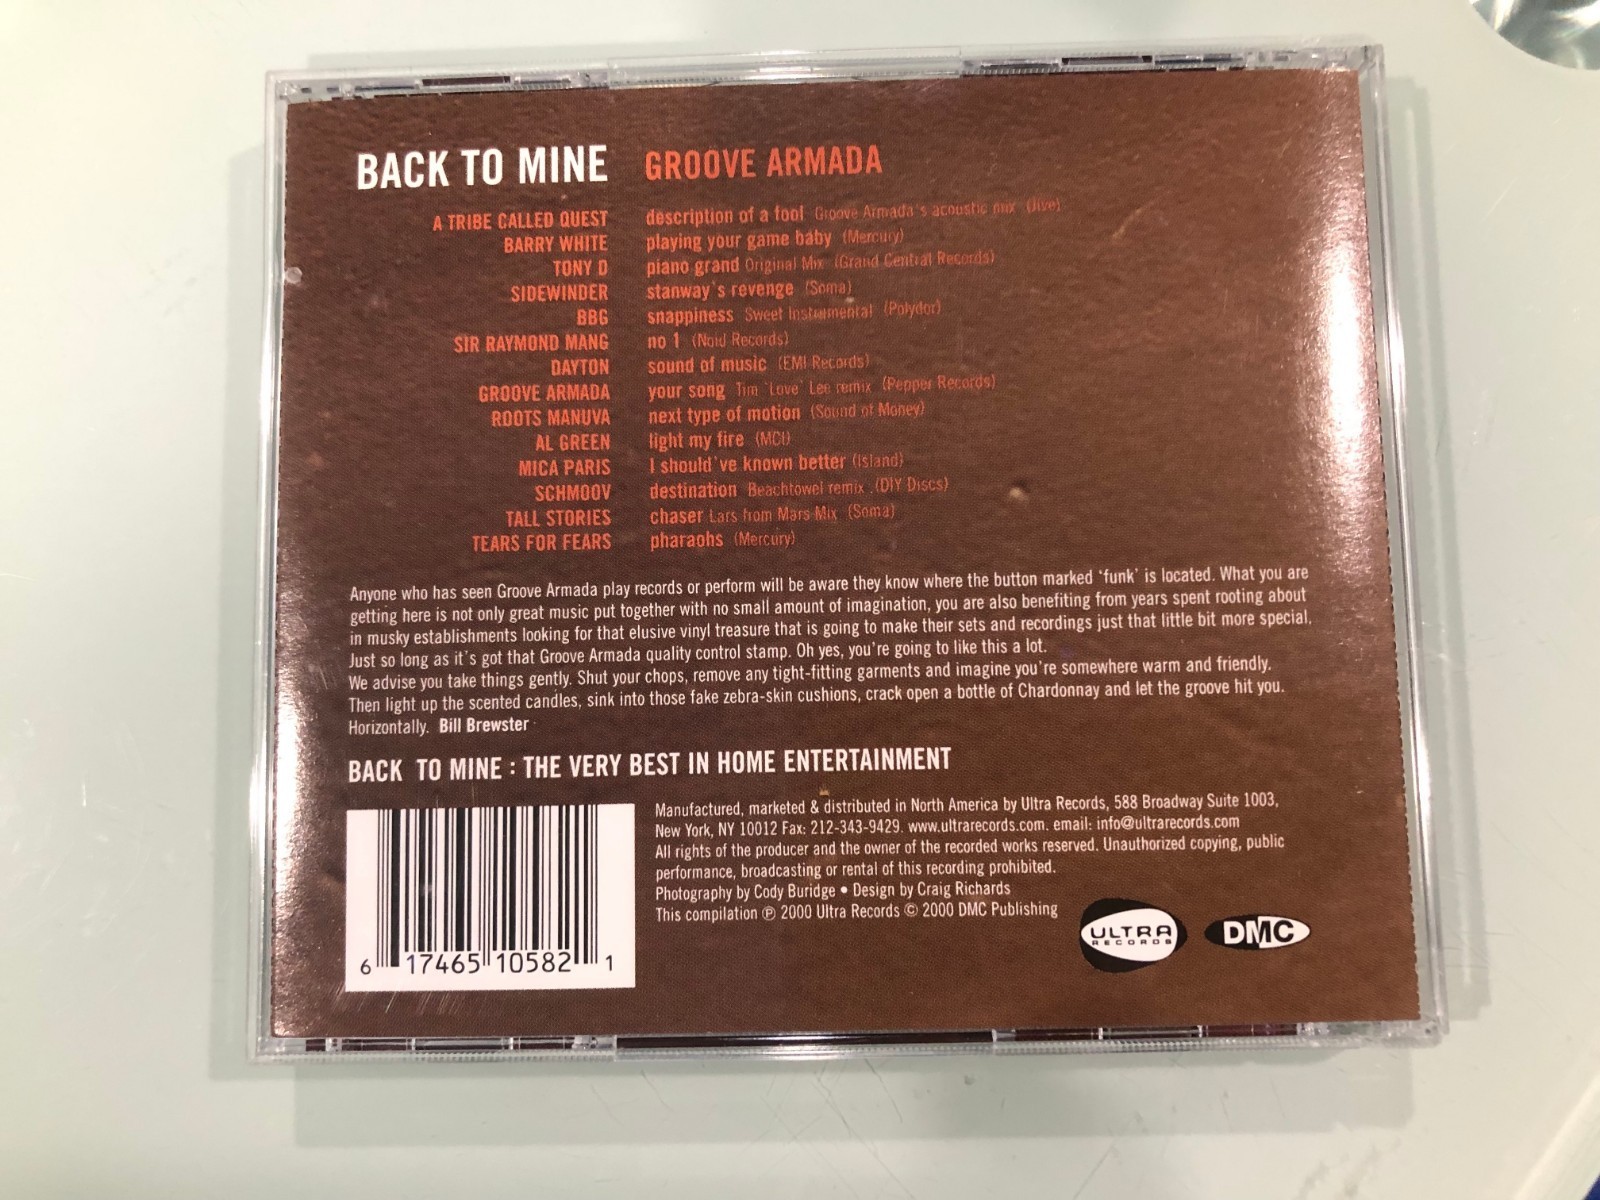 BACK TO MINE GROOVE ARMADA
A TRIBE CALLED QUEST description of a fool Groove Armada's acoustic mix (Jive)
BARRY WHITE playing your game baby (Mercury)
TONY D piano grand Original Mix (Grand Central Records)
SIDEWINDER stanway's revenge (Soma)
BBG snappiness Sweet Instrumental (Polydor)
SIR RAYMOND MANG no 1 (Noid Records)
DAYTON sound of music (EMI Records)
GROOVE ARMADA your song Tim 'Love' Lee remix (Pepper Records)
ROOTS MANUVA next type of motion (Sound of Money)
AL GREEN light my fire (MCI)
MICA PARIS I should've known better (Island)
SCHMOOV destination Beachtowel remix (DIY Discs)
TALL STORIES chaser Lars from Mars Mix (Soma)
TEARS FOR FEARS pharaohs (Mercury)
Anyone who has seen Groove Armada play records or perform will be aware they know where the button marked 'funk' is located. What you are
getting here is not only great music put together with no small amount of imagination, you are also benefiting from years spent rooting about
in musky establishments looking for that elusive vinyl treasure that is going to make their sets and recordings just that little bit more special.
Just so long as it's got that Groove Armada quality control stamp. Oh yes, you're going to like this a lot.
We advise you take things gently. Shut your chops, remove any tight-fitting garments and imagine you're somewhere warm and friendly.
Then light up the scented candles, sink into those fake zebra-skin cushions, crack open a bottle of Chardonnay and let the groove hit you.
Horizontally. Bill Brewster
BACK TO MINE : THE VERY BEST IN HOME ENTERTAINMENT
Manufactured, marketed & distributed in North America by Ultra Records, 588 Broadway Suite 1003,
New York, NY 10012 Fax: 212-343-9429. www.ultrarecords.com. email: info@ultrarecords.com
All rights of the producer and the owner of the recorded works reserved. Unauthorized copying, public
performance, broadcasting or rental of this recording prohibited.
Photography by Cody Buridge • Design by Craig Richards
This compilation ℗ 2000 Ultra Records © 2000 DMC Publishing
6 17465 10582 1
ULTRA
RECORDS
DMC